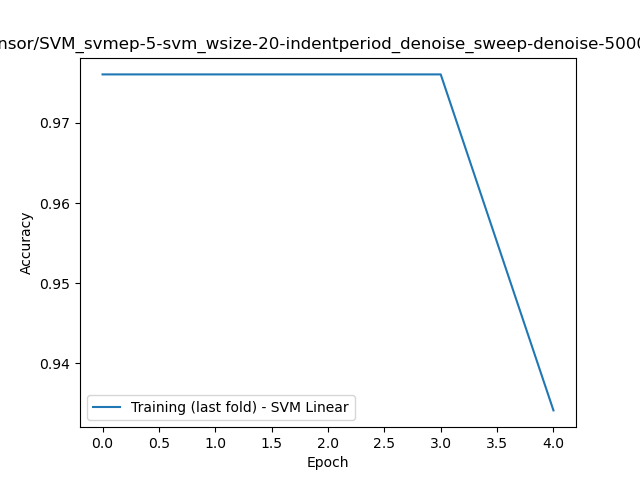 nsor/SVM_svmep-5-svm_wsize-20-indentperiod_denoise_sweep-denoise-5000
0.97
0.96
0.95
0.94
Accuracy
Training (last fold) - SVM Linear
0.0 0.5 1.0 1.5 2.0 2.5 3.0 3.5 4.0
Epoch